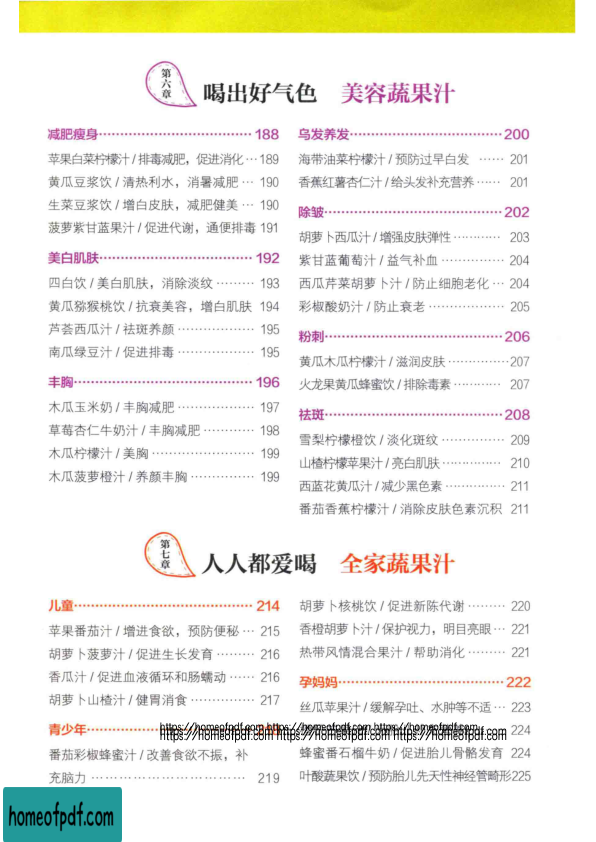 第六章
喝出好气色 美容蔬果汁
减肥瘦身 188
苹果白菜柠檬汁 / 排毒减肥，促进消化 … 189
黄瓜豆浆饮 / 清热利水，消暑减肥 … 190
生菜豆浆饮 / 增白皮肤，减肥健美 … 190
菠萝紫甘蓝果汁 / 促进代谢，通便排毒 191
美白肌肤 192
四白饮 / 美白肌肤，消除淡纹 ……… 193
黄瓜猕猴桃饮 / 抗衰美容，增白肌肤 194
芦荟西瓜汁 / 祛斑养颜 ……………… 195
南瓜绿豆汁 / 促进排毒 ……………… 195
丰胸 196
木瓜玉米奶 / 丰胸减肥 ……………… 197
草莓杏仁牛奶汁 / 丰胸减肥 ………… 198
木瓜柠檬汁 / 美胸 …………………… 199
木瓜菠萝橙汁 / 养颜丰胸 …………… 199
乌发养发 200
海带油菜柠檬汁 / 预防过早白发 …… 201
香蕉红薯杏仁汁 / 给头发补充营养 …… 201
除皱 202
胡萝卜西瓜汁 / 增强皮肤弹性 ………… 203
紫甘蓝葡萄汁 / 益气补血 ……………… 204
西瓜芹菜胡萝卜汁 / 防止细胞老化 … 204
彩椒酸奶汁 / 防止衰老 ……………… 205
粉刺 206
黄瓜木瓜柠檬汁 / 滋润皮肤 ………… 207
火龙果黄瓜蜂蜜饮 / 排除毒素 ………… 207
祛斑 208
雪梨柠檬橙饮 / 淡化斑纹 …………… 209
山楂柠檬苹果汁 / 亮白肌肤 …………… 210
西蓝花黄瓜汁 / 减少黑色素 …………… 211
番茄香蕉柠檬汁 / 消除皮肤色素沉积 211
第七章
人人都爱喝 全家蔬果汁
儿童 214
苹果番茄汁 / 增进食欲，预防便秘 … 215
胡萝卜菠萝汁 / 促进生长发育 ……… 216
香瓜汁 / 促进血液循环和肠蠕动 …… 216
胡萝卜山楂汁 / 健胃消食 …………… 217
青少年
番茄彩椒蜂蜜汁 / 改善食欲不振，补
充脑力 ………………………… 219
胡萝卜核桃饮 / 促进新陈代谢 ……… 220
香橙胡萝卜汁 / 保护视力，明目亮眼 … 221
热带风情混合果汁 / 帮助消化 ……… 221
孕妈妈 222
丝瓜苹果汁 / 缓解孕吐、水肿等不适 … 223
224
蜂蜜番石榴牛奶 / 促进胎儿骨骼发育 224
叶酸蔬果饮 / 预防胎儿先天性神经管畸形225
https://homeofpdf.com https://homeofpdf.com https://homeofpdf.com
https://homeofpdf.com https://homeofpdf.com https://homeofpdf.com
homeofpdf.com